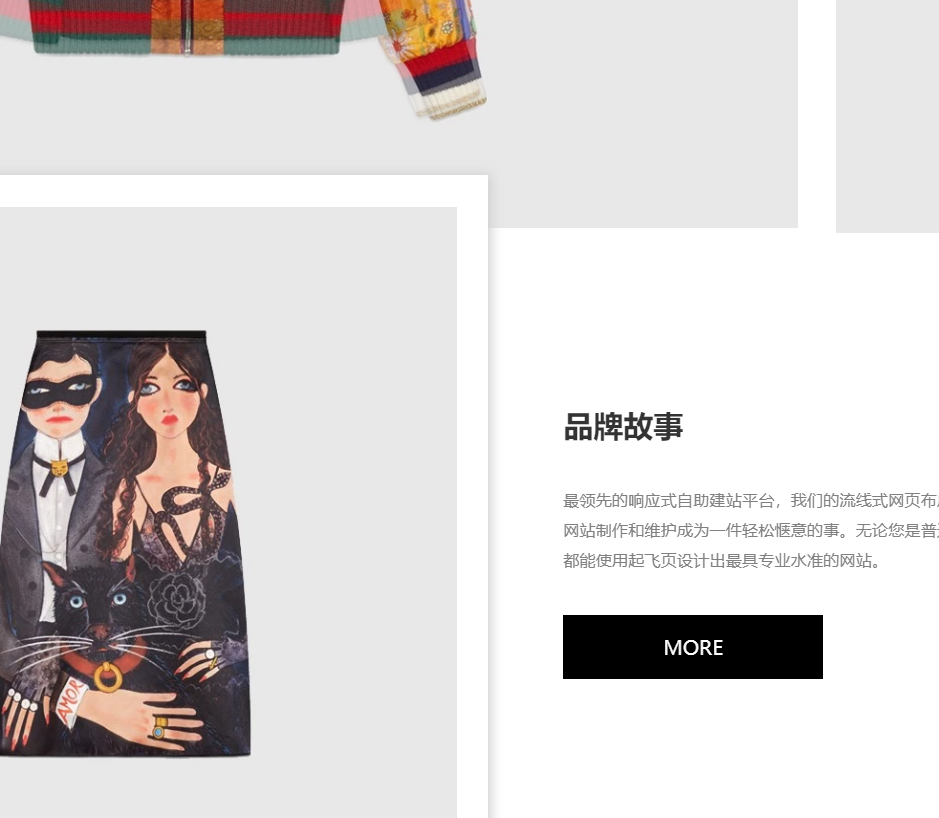 品牌故事
最领先的响应式自助建站平台，我们的流线式网页布
网站制作和维护成为一件轻松惬意的事。无论您是普
都能使用起飞页设计出最具专业水准的网站。
MORE
AMOR